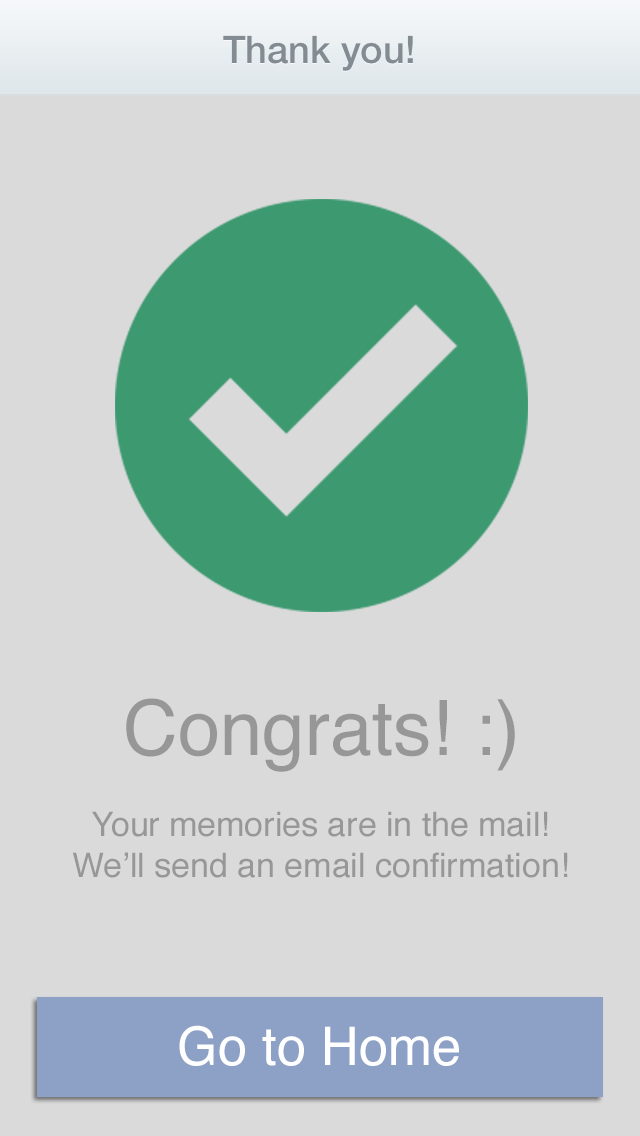 Thank you!
Congrats! :)
Your memories are in the mail!
We’ll send an email confirmation!
Go to Home